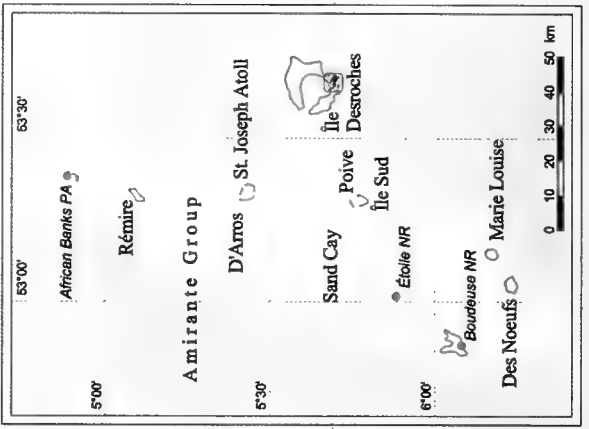 53°00'
53°30'
African Banks PA
5°00'
Rémire
Amirante Group
D'Arros
St. Joseph Atoll
5°30'
Sand Cay
Poive
Île
Desroches
Île Sud
Étoile NR
6°00'
Boudeuse NR
Marie Louise
Des Noeufs
0 10 20 30 40 50 km